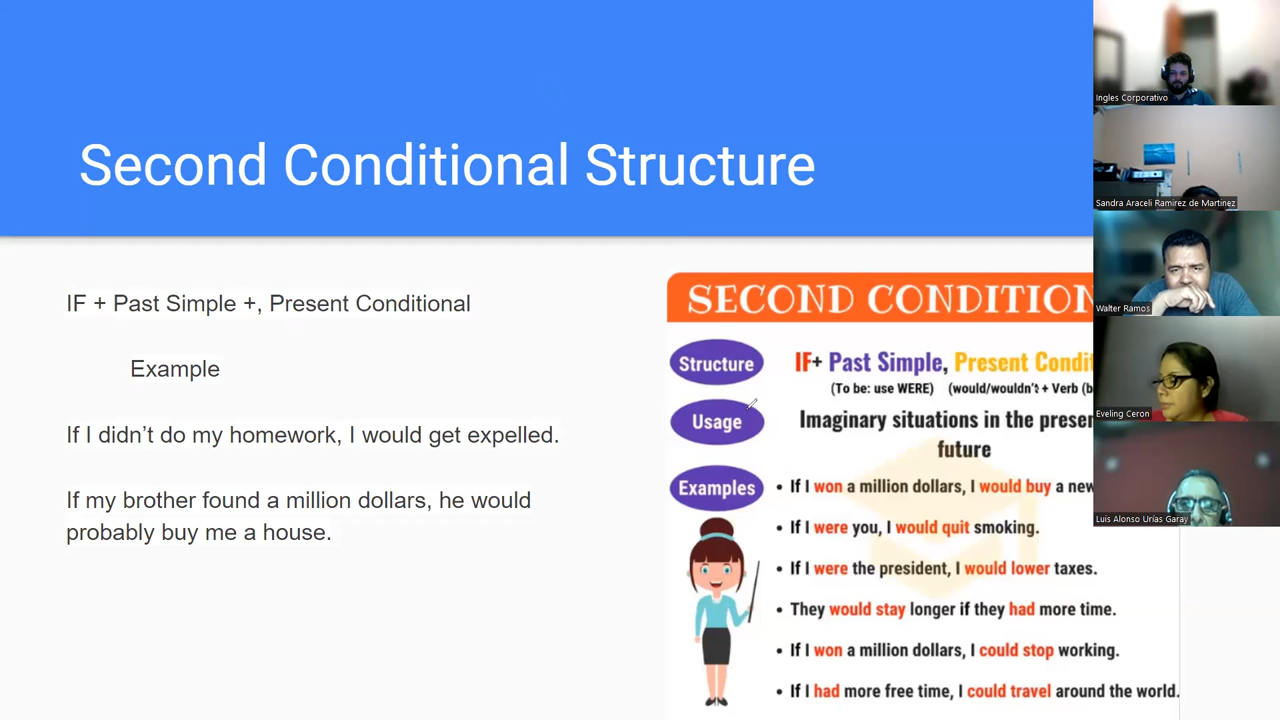 Second Conditional Structure
IF + Past Simple +, Present Conditional
Example
If I didn’t do my homework, I would get expelled.
If my brother found a million dollars, he would
probably buy me a house.
SECOND CONDITION
Structure
IF+ Past Simple, Present Condit
(To be: use WERE) (would/wouldn't + Verb (b
Usage
Imaginary situations in the presen
future
Examples
• If I won a million dollars, I would buy a new
• If I were you, I would quit smoking.
• If I were the president, I would lower taxes.
• They would stay longer if they had more time.
• If I won a million dollars, I could stop working.
• If I had more free time, I could travel around the world.
Ingles Corporativo
Sandra Araceli Ramirez de Martinez
Walter Ramos
Eveling Ceron
Luis Alonso Urías Garay